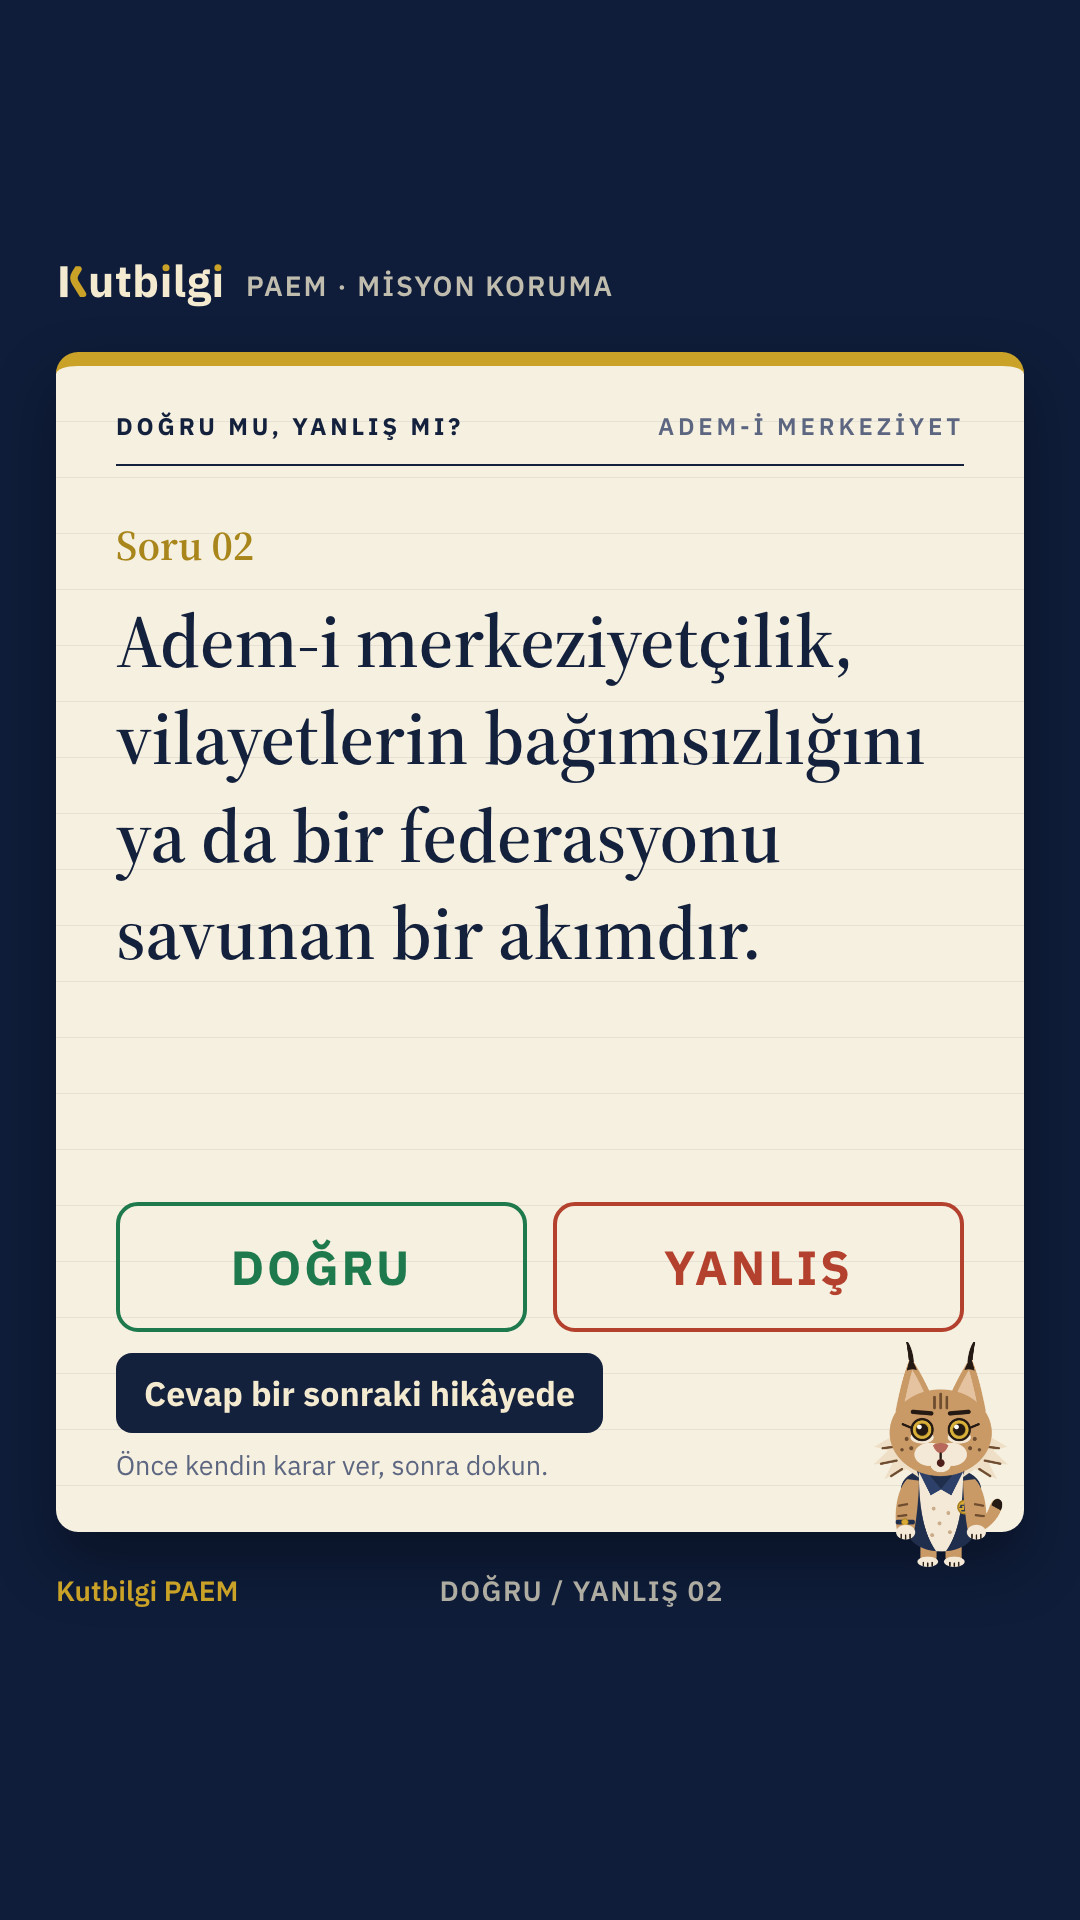 Kutbilgi PAEM · MİSYON KORUMA
DOĞRU MU, YANLIŞ MI? ADEM-İ MERKEZİYET
Soru 02
Adem-i merkeziyetçilik,
vilayetlerin bağımsızlığını
ya da bir federasyonu
savunan bir akımdır.
DOĞRU YANLIŞ
Cevap bir sonraki hikâyede
Önce kendin karar ver, sonra dokun.
Kutbilgi PAEM DOĞRU / YANLIŞ 02